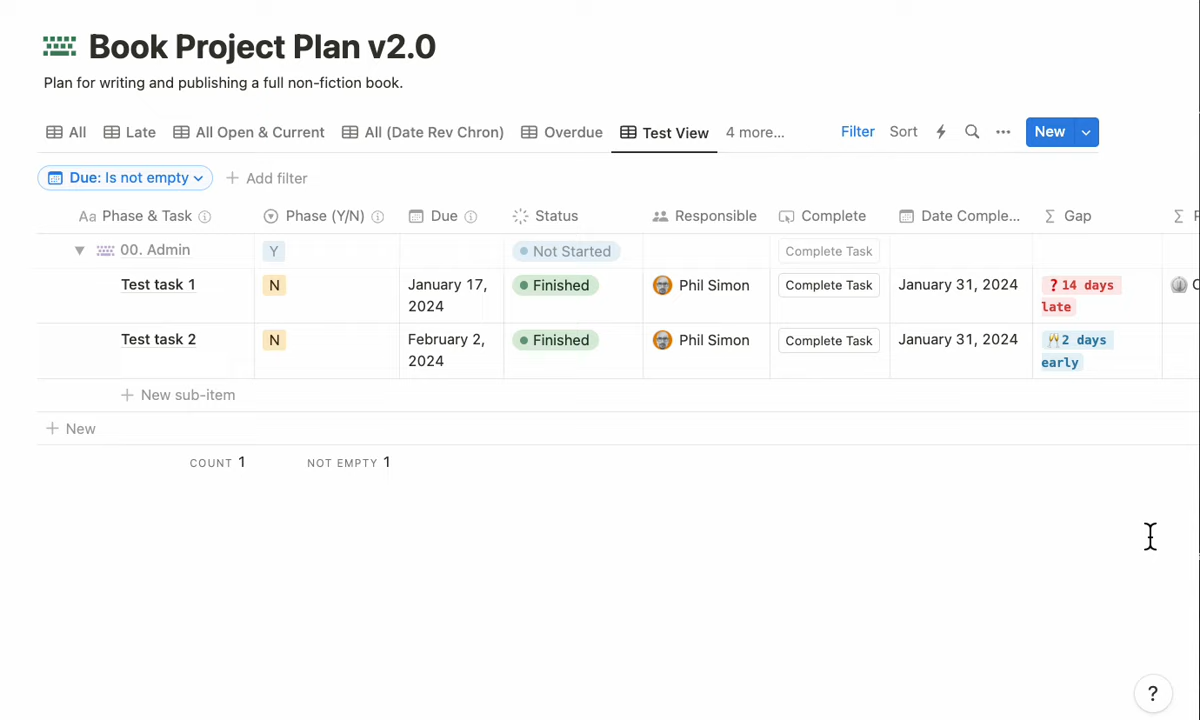 Book Project Plan v2.0
Plan for writing and publishing a full non-fiction book.
All Late All Open & Current All (Date Rev Chron) Overdue Test View 4 more... Filter Sort New
Due: Is not empty Add filter
Aa Phase & Task Phase (Y/N) Due Status Responsible Complete Date Comple... Σ Gap Σ
00. Admin Y Not Started Complete Task
Test task 1 N January 17, 2024 Finished Phil Simon Complete Task January 31, 2024 ❓14 days late
Test task 2 N February 2, 2024 Finished Phil Simon Complete Task January 31, 2024 🥂2 days early
+ New sub-item
+ New
COUNT 1 NOT EMPTY 1
?